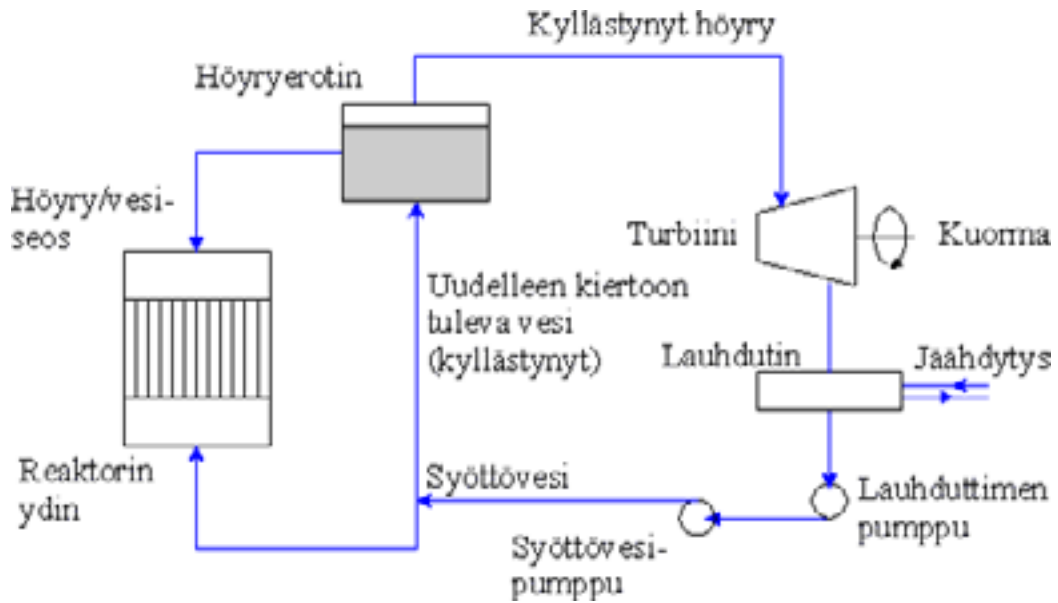 Kyllästynyt höyry
Höyryerotin
Höyry/vesi-
seos
Turbiini
Kuorma
Uudelleen kiertoon
tuleva vesi
(kyllästynyt)
Lauhdutin
Jäähdytys
Reaktorin
ydin
Syöttövesi
Lauhduttimen
pumppu
Syöttövesi-
pumppu